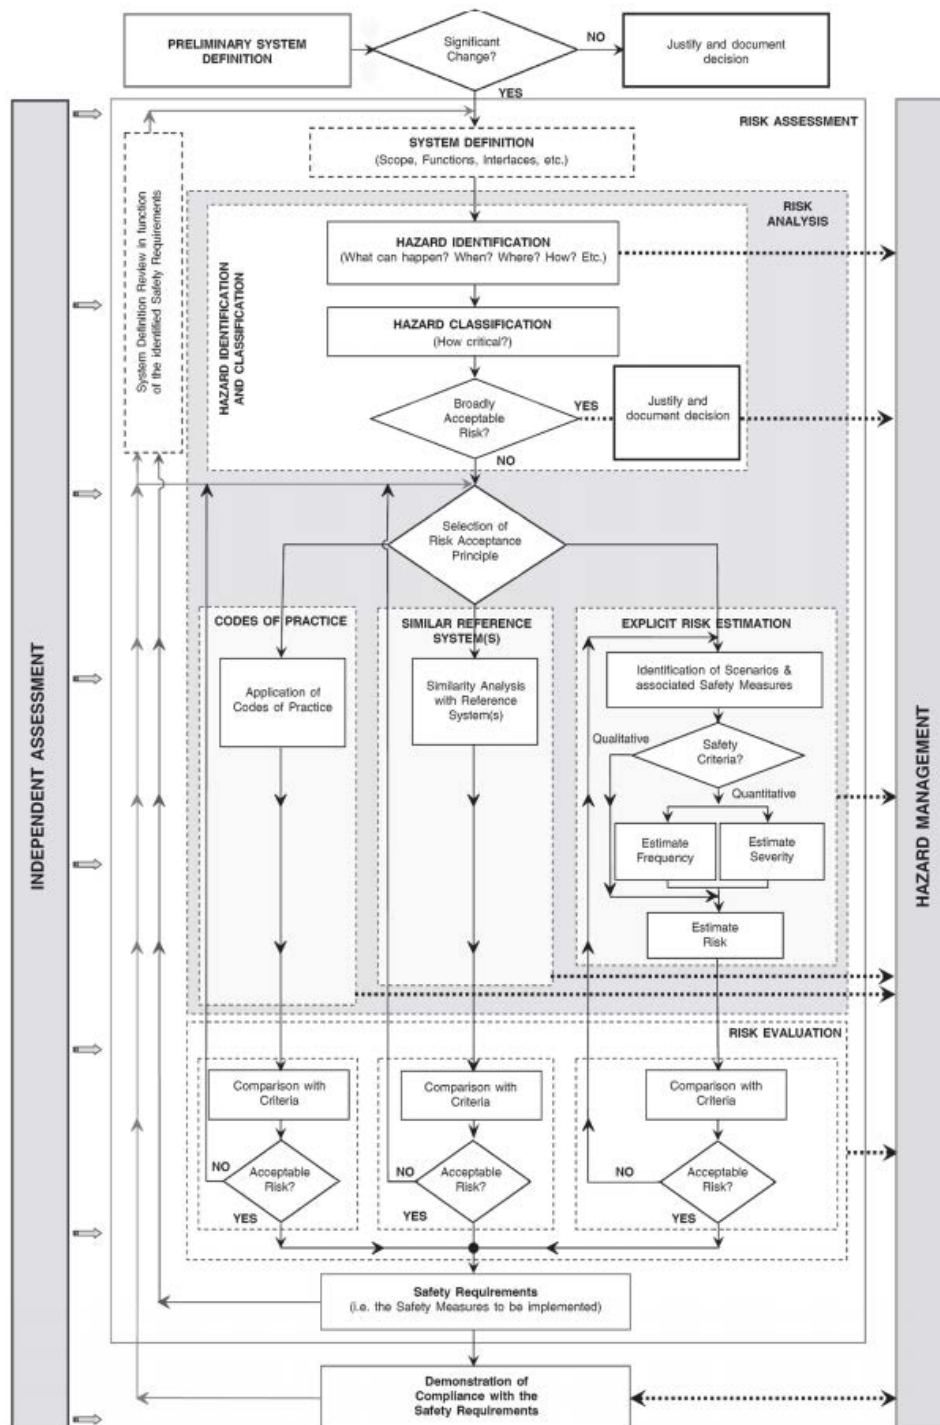 PRELIMINARY SYSTEM
DEFINITION
Significant
Change?
NO
Justify and document
decision
YES
RISK ASSESSMENT
SYSTEM DEFINITION
(Scope, Functions, Interfaces, etc.)
System Definition Review in function
of the identified Safety Requirements
RISK
ANALYSIS
HAZARD IDENTIFICATION
AND CLASSIFICATION
HAZARD IDENTIFICATION
(What can happen? When? Where? How? Etc.)
HAZARD CLASSIFICATION
(How critical?)
Broadly
Acceptable
Risk?
YES
Justify and
document decision
NO
Selection of
Risk Acceptance
Principle
CODES OF PRACTICE
Application of
Codes of Practice
SIMILAR REFERENCE
SYSTEM(S)
Similarity Analysis
with Reference
System(s)
EXPLICIT RISK ESTIMATION
Identification of Scenarios &
associated Safety Measures
Qualitative
Safety
Criteria?
Quantitative
Estimate
Frequency
Estimate
Severity
Estimate
Risk
INDEPENDENT ASSESSMENT
HAZARD MANAGEMENT
RISK EVALUATION
Comparison with
Criteria
Acceptable
Risk?
NO
YES
Comparison with
Criteria
Acceptable
Risk?
NO
YES
Comparison with
Criteria
Acceptable
Risk?
NO
YES
Safety Requirements
(i.e. the Safety Measures to be implemented)
Demonstration of
Compliance with the
Safety Requirements